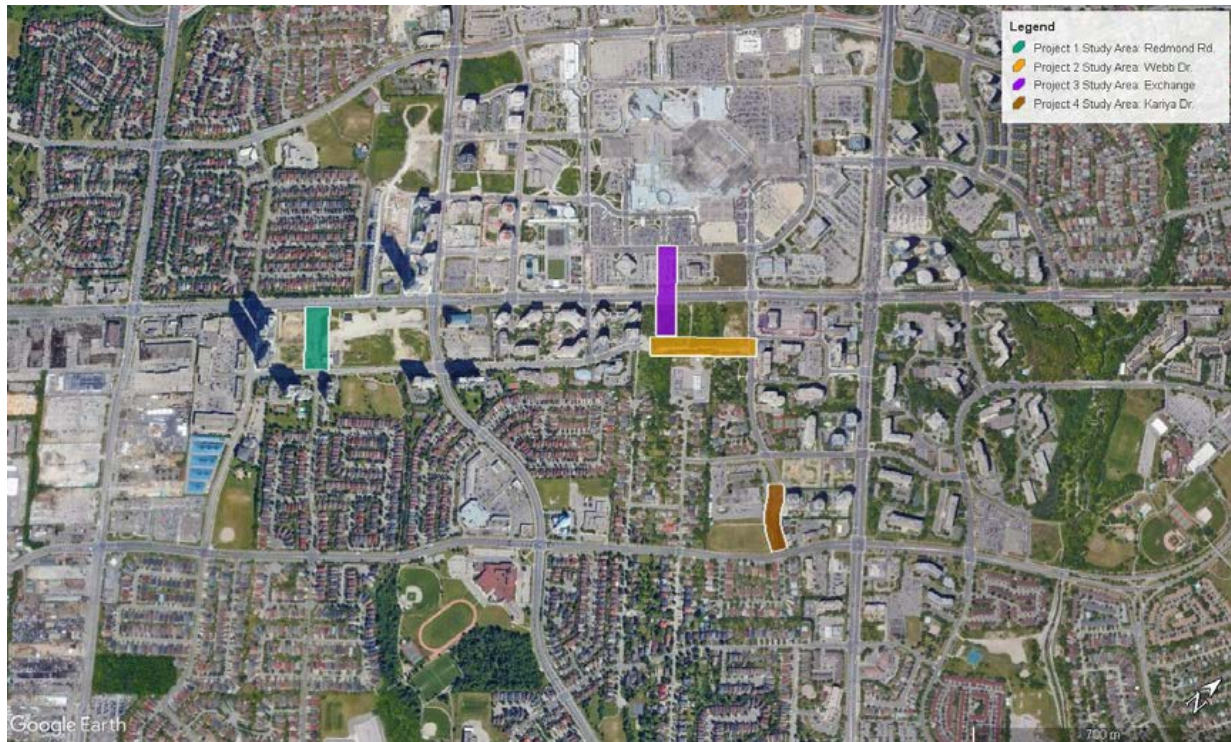 Legend
Project 1 Study Area: Redmond Rd.
Project 2 Study Area: Webb Dr.
Project 3 Study Area: Exchange
Project 4 Study Area: Kariya Dr.
Google Earth
N
700 m